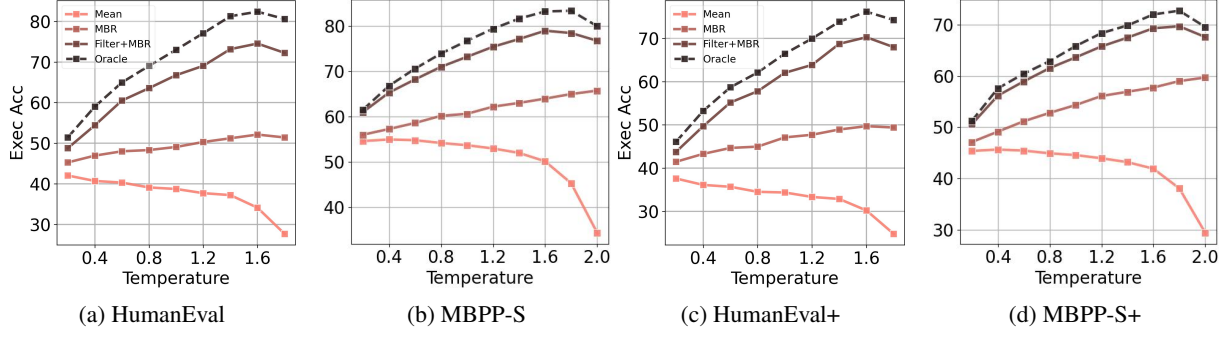 Exec Acc
80
70
60
50
40
30
Mean
MBR
Filter+MBR
Oracle
0.4 0.8 1.2 1.6
Temperature
(a) HumanEval
80
70
60
50
40
0.4 0.8 1.2 1.6 2.0
Temperature
(b) MBPP-S
Exec Acc
70
60
50
40
30
Mean
MBR
Filter+MBR
Oracle
0.4 0.8 1.2 1.6
Temperature
(c) HumanEval+
70
60
50
40
30
0.4 0.8 1.2 1.6 2.0
Temperature
(d) MBPP-S+